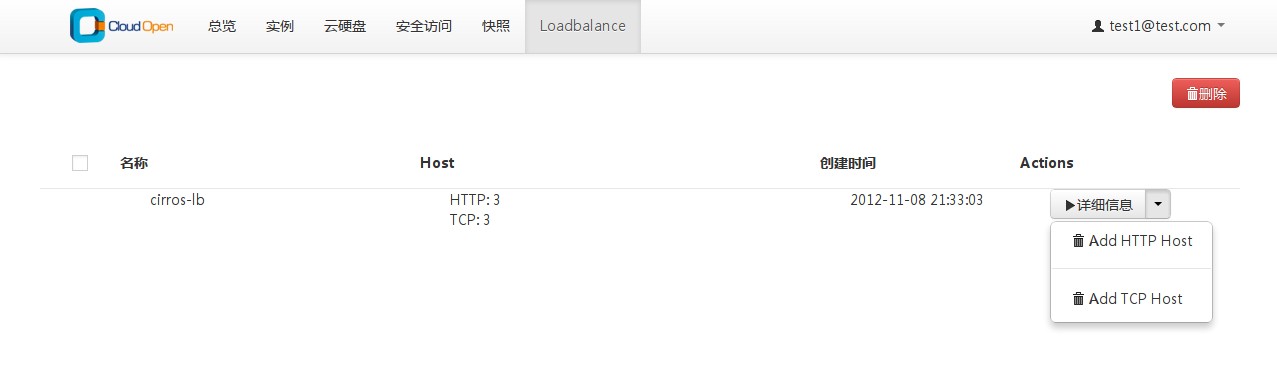 Cloud Open 总览 实例 云硬盘 安全访问 快照 Loadbalance test1@test.com
删除
名称 Host 创建时间 Actions
cirros-lb HTTP: 3 2012-11-08 21:33:03 详细信息
TCP: 3
Add HTTP Host
Add TCP Host